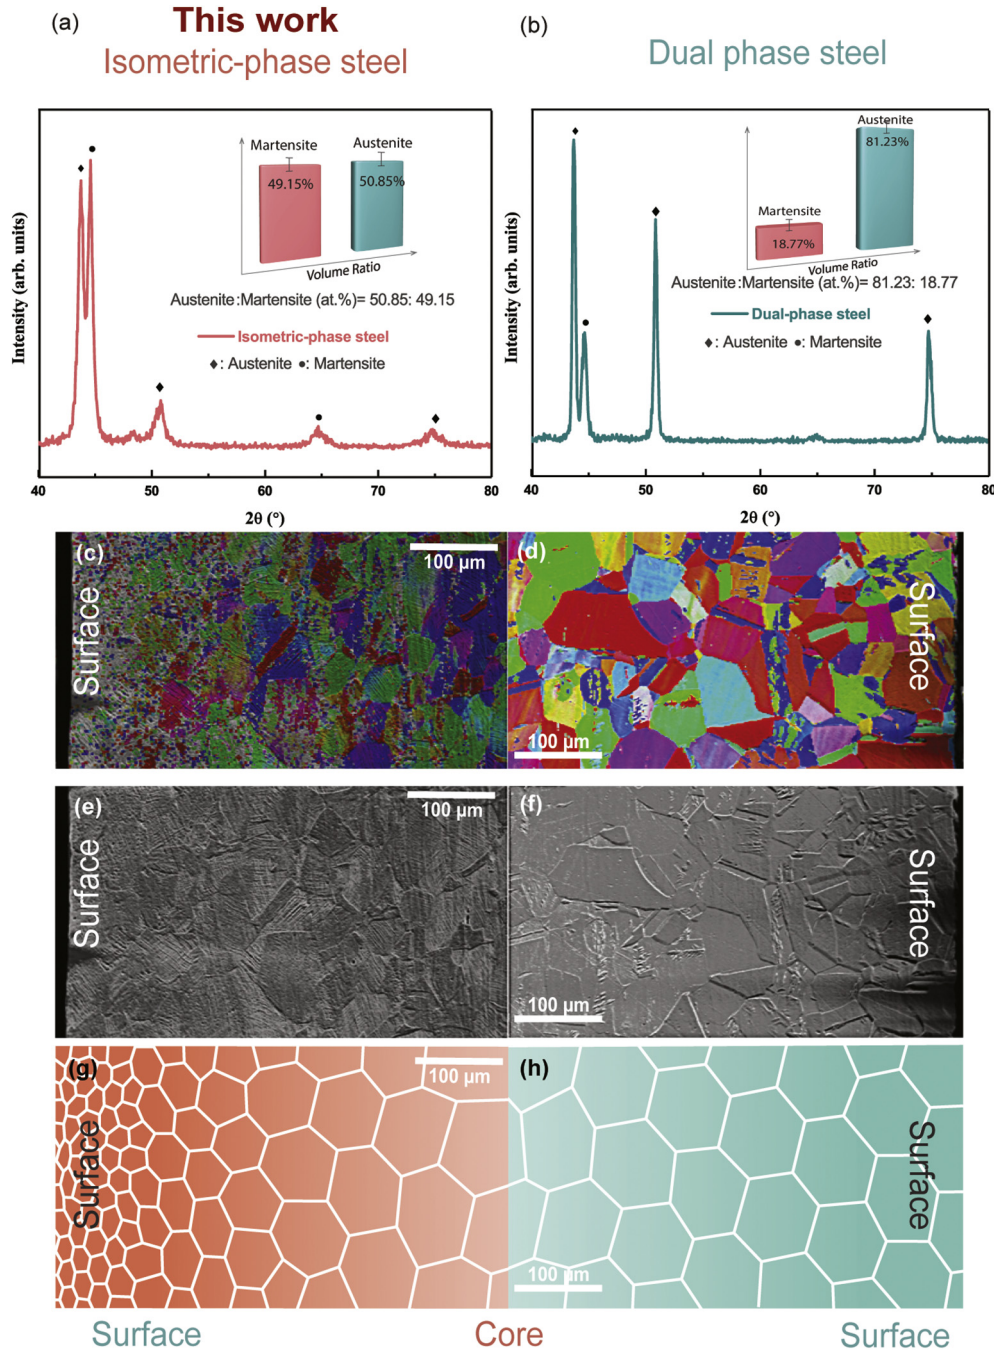 (a)
This work
Isometric-phase steel
(b)
Dual phase steel
Intensity (arb. units)
Martensite
Austenite
49.15%
50.85%
Volume Ratio
Austenite:Martensite (at.%)= 50.85: 49.15
Isometric-phase steel
♦: Austenite ●: Martensite
40 50 60 70 80
2θ (°)
Intensity (arb. units)
Austenite
81.23%
Martensite
18.77%
Volume Ratio
Austenite:Martensite (at.%)= 81.23: 18.77
Dual-phase steel
♦: Austenite ●: Martensite
40 50 60 70 80
2θ (°)
(c)
100 µm
Surface
(d)
100 µm
Surface
(e)
100 µm
Surface
(f)
100 µm
Surface
(g)
100 µm
Surface
(h)
100 µm
Surface
Surface
Core
Surface